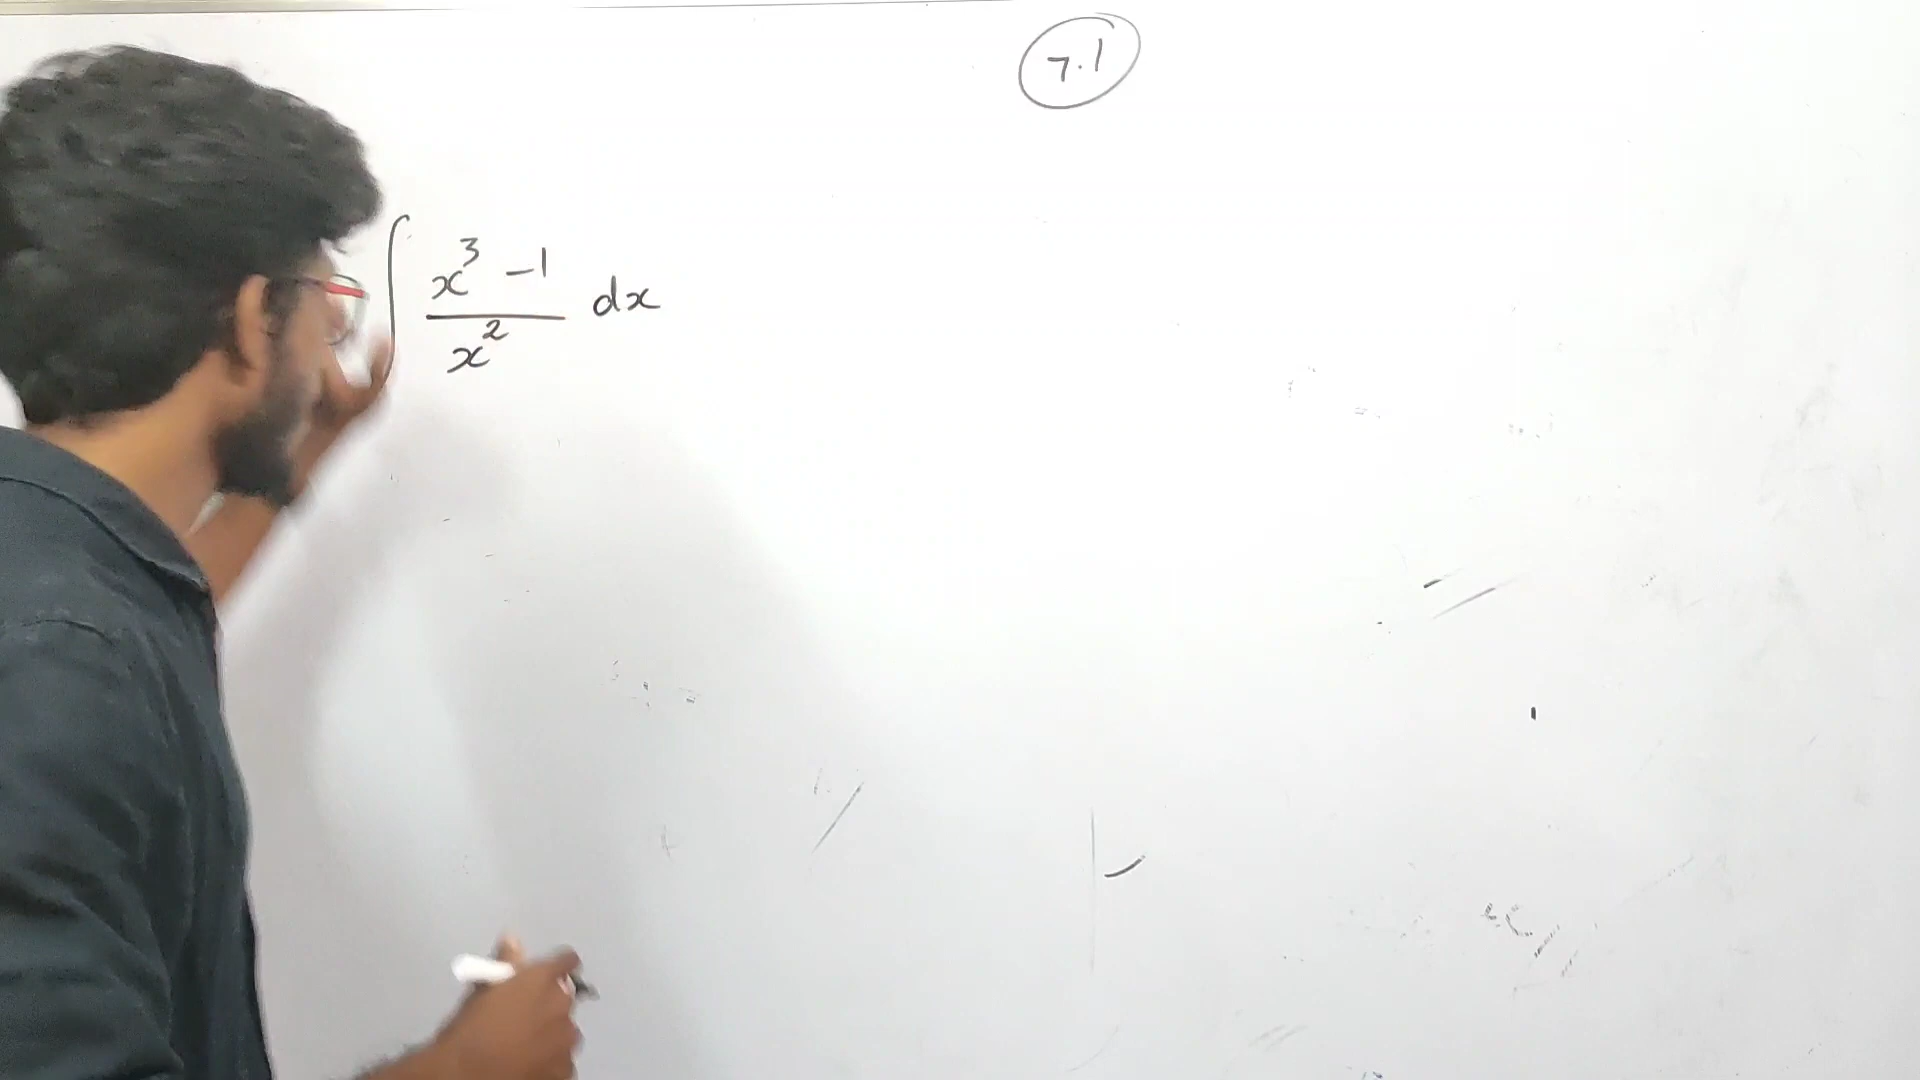 7.1
∫ x³ - 1 / x² dx